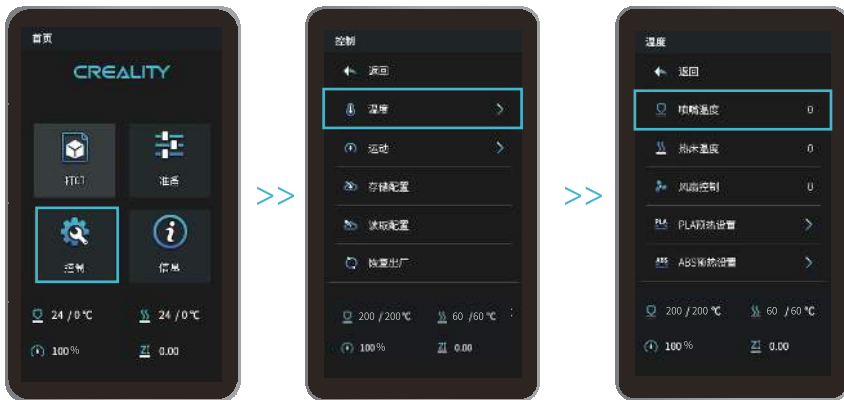 首页
CREALITY
打印
准备
控制
信息
24 / 0 ℃
24 / 0 ℃
100%
0.00
>>
控制
返回
温度
运动
存储配置
读取配置
恢复出厂
200 / 200℃
60 /60 ℃
100%
0.00
>>
温度
返回
喷嘴温度 0
热床温度 0
风扇控制 0
PLA PLA预热设置
ABS ABS预热设置
200 / 200 ℃
60 /60 ℃
100 %
0.00